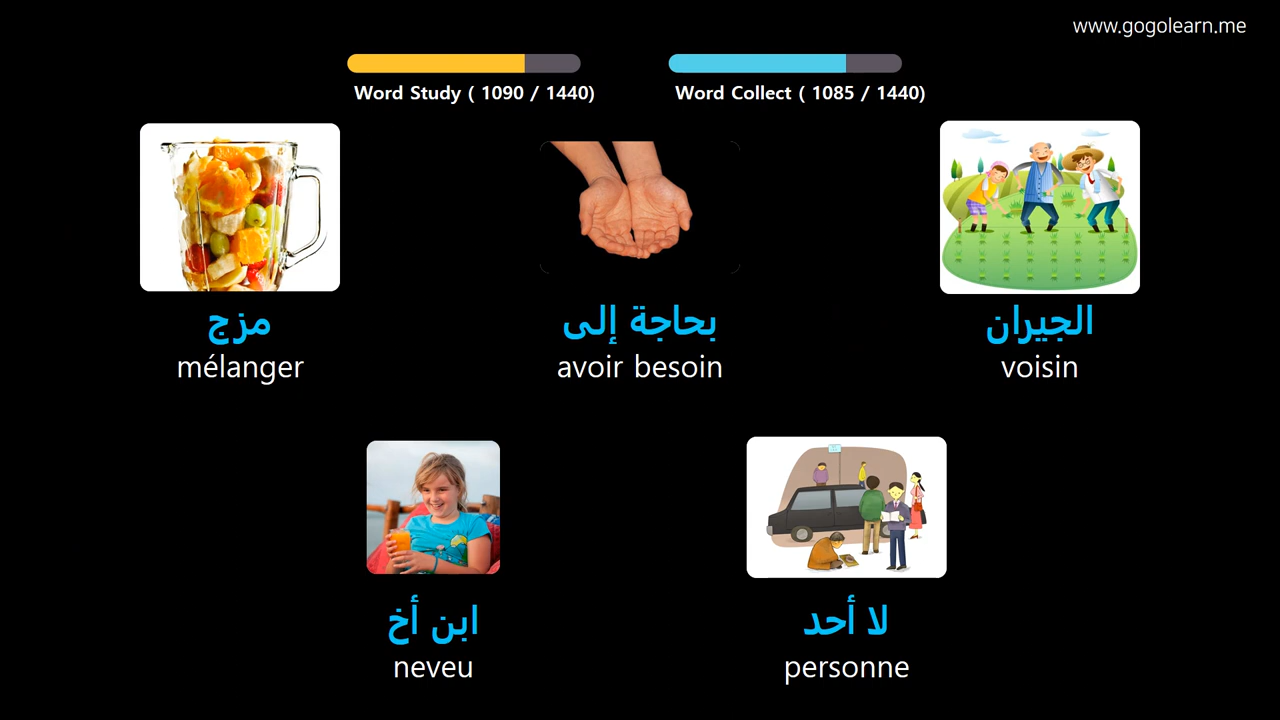 www.gogolearn.me
Word Study ( 1090 / 1440)
Word Collect ( 1085 / 1440)
مزج
mélanger
بحاجة إلى
avoir besoin
الجيران
voisin
ابن أخ
neveu
لا أحد
personne